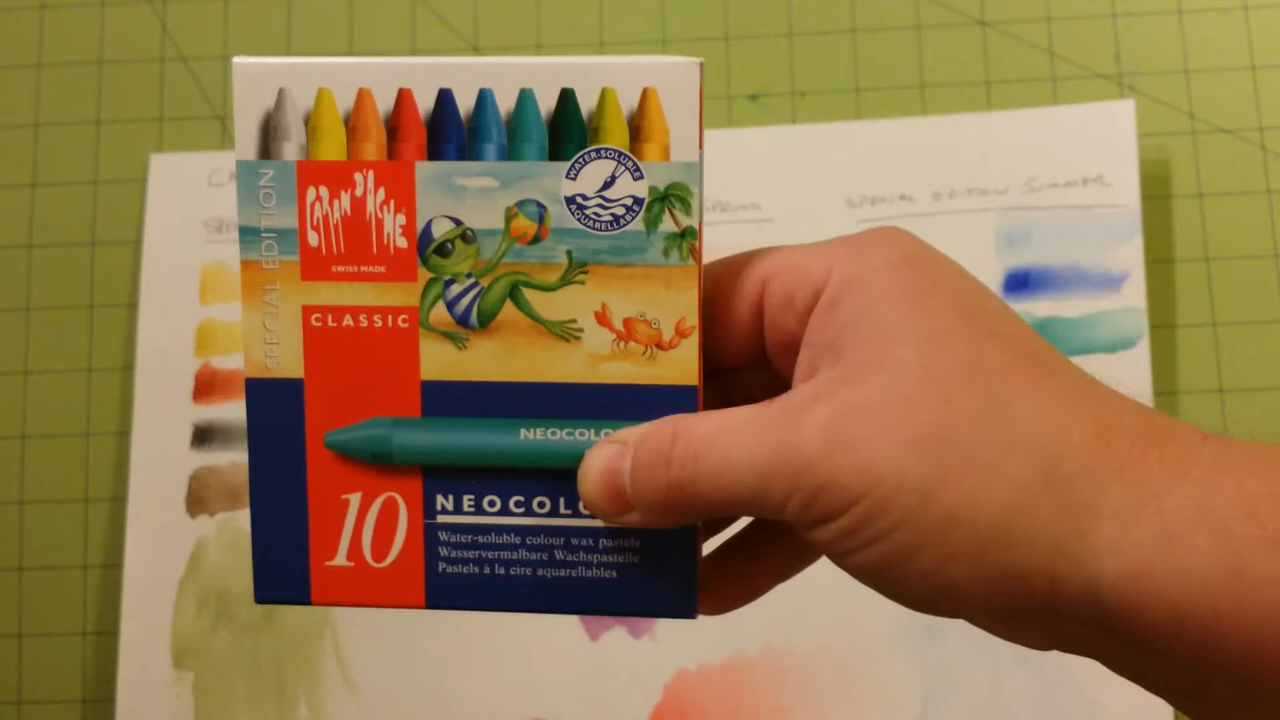 WATER-SOLUBLE
AQUARELLABLE
SPECIAL EDITION
CARAN D'ACHE
SWISS MADE
CLASSIC
NEOCOLO
10
NEOCOLO
Water-soluble colour wax pastels
Wasservermalbare Wachspastelle
Pastels à la cire aquarellables
SPECIAL EDITION SUMMER